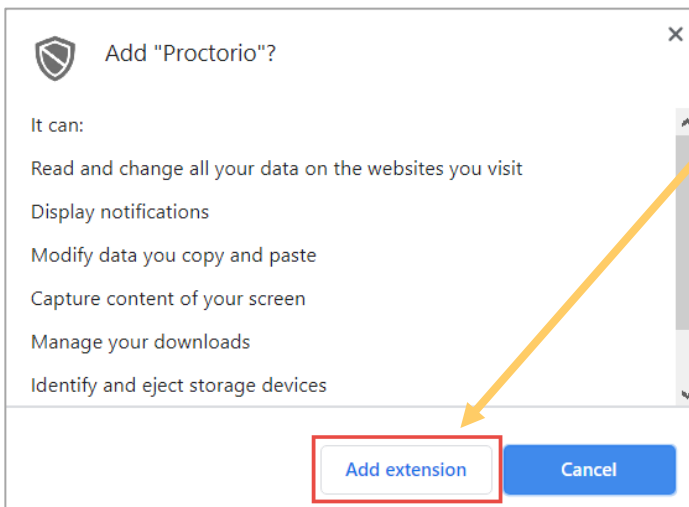 Add "Proctorio"?
It can:
Read and change all your data on the websites you visit
Display notifications
Modify data you copy and paste
Capture content of your screen
Manage your downloads
Identify and eject storage devices
Add extension
Cancel